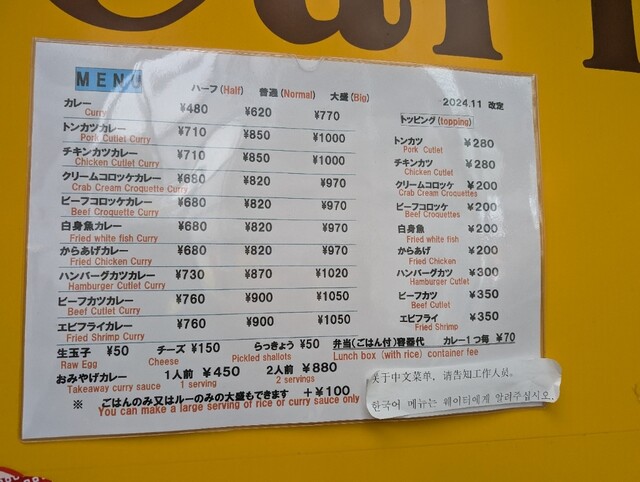 MENU
ハーフ (Half) 普通 (Normal) 大盛 (Big)
カレー ¥480 ¥620 ¥770
Curry
トンカツカレー ¥710 ¥850 ¥1000
Pork Cutlet Curry
チキンカツカレー ¥710 ¥850 ¥1000
Chicken Cutlet Curry
クリームコロッケカレー ¥680 ¥820 ¥970
Crab Cream Croquette Curry
ビーフコロッケカレー ¥680 ¥820 ¥970
Beef Croquette Curry
白身魚カレー ¥680 ¥820 ¥970
Fried white fish Curry
からあげカレー ¥680 ¥820 ¥970
Fried Chicken Curry
ハンバーグカツカレー ¥730 ¥870 ¥1020
Hamburger Cutlet Curry
ビーフカツカレー ¥760 ¥900 ¥1050
Beef Cutlet Curry
エビフライカレー ¥760 ¥900 ¥1050
Fried Shrimp Curry
2024.11 改定
トッピング (topping)
トンカツ ¥280
Pork Cutlet
チキンカツ ¥280
Chicken Cutlet
クリームコロッケ ¥200
Crab Cream Croquettes
ビーフコロッケ ¥200
Beef Croquettes
白身魚 ¥200
Fried white fish
からあげ ¥200
Fried Chicken
ハンバーグカツ ¥300
Hamburger Cutlet
ビーフカツ ¥350
Beef Cutlet
エビフライ ¥350
Fried Shrimp
生玉子 ¥50 チーズ ¥150 らっきょう ¥50 弁当(ごはん付)容器代 カレー1つ毎 ¥70
Raw Egg Cheese Pickled shallots Lunch box (with rice) container fee
おみやげカレー 1人前 ¥450 2人前 ¥880
Takeaway curry sauce 1 serving 2 servings
※ ごはんのみ又はルーのみの大盛もできます +¥100
You can make a large serving of rice or curry sauce only
关于中文菜单，请告知工作人员。
한국어 메뉴는 웨이터에게 알려주십시오.